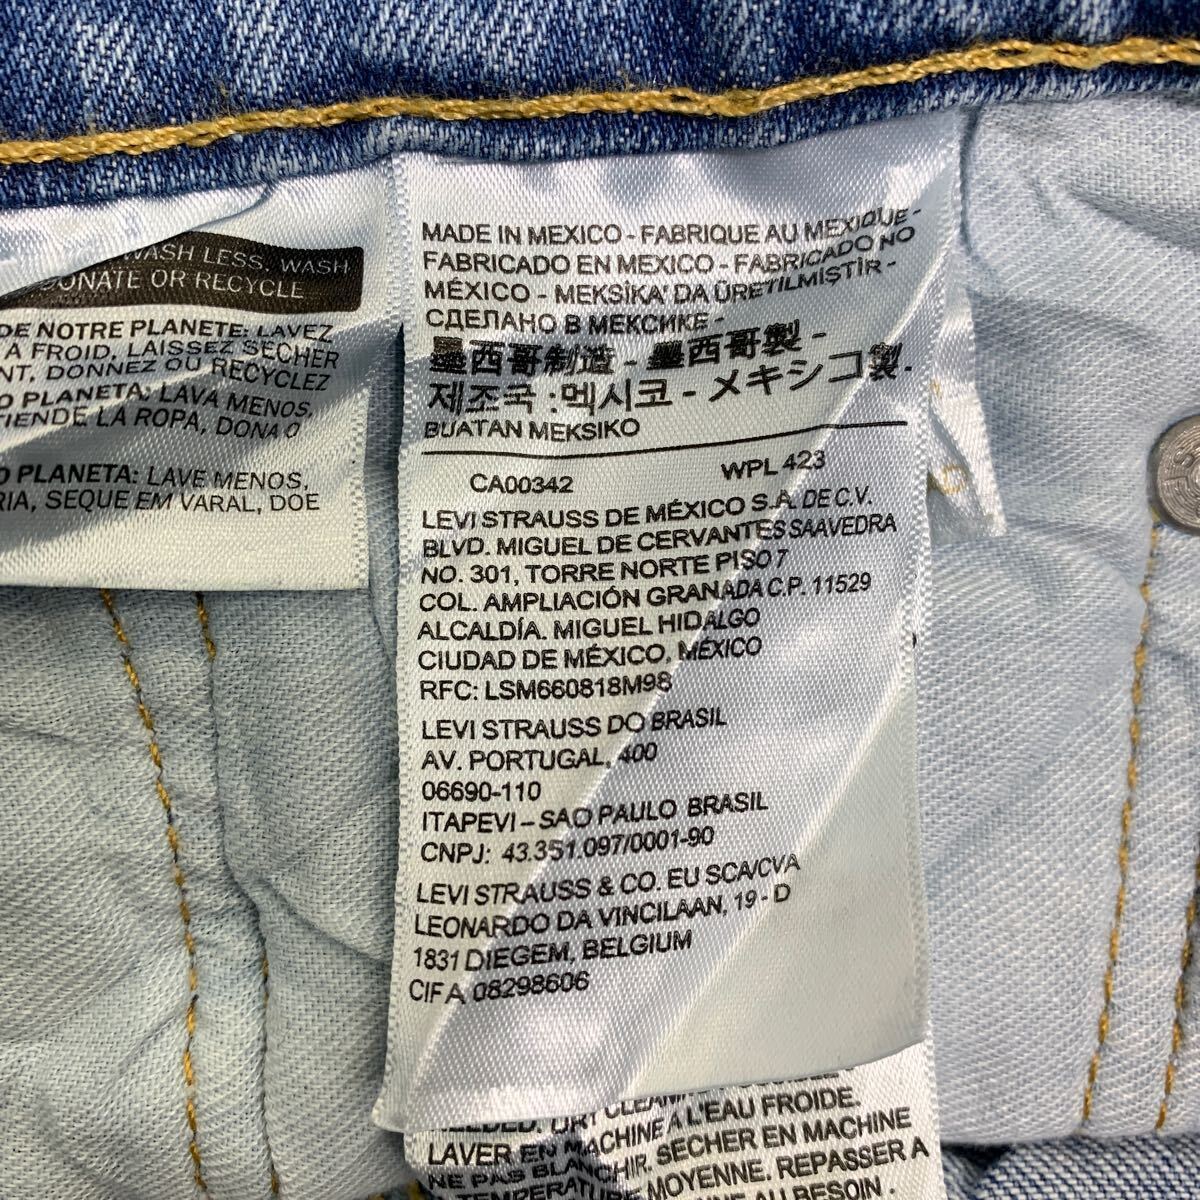 WASH LESS, WASH
DONATE OR RECYCLE
DE NOTRE PLANETE: LAVEZ
A FROID, LAISSEZ SECHER
DONNEZ OU RECYCLEZ
PLANETA: LAVA MENOS,
TIENDE LA ROPA, DONA O
PLANETA: LAVE MENOS,
SEQUE EM VARAL, DOE
MADE IN MEXICO - FABRIQUE AU MEXIQUE -
FABRICADO EN MEXICO - FABRICADO NO
MÉXICO - MEKSİKA' DA ÜRETILMIŞTIR -
СДЕЛАНО В МЕКСИКЕ -
墨西哥制造 - 墨西哥製 -
제조국 : 멕시코 - メキシコ製.
BUATAN MEKSIKO
CA00342 WPL 423
LEVI STRAUSS DE MÉXICO S.A. DE C.V.
BLVD. MIGUEL DE CERVANTES SAAVEDRA
NO. 301, TORRE NORTE PISO 7
COL. AMPLIACIÓN GRANADA C.P. 11529
ALCALDÍA. MIGUEL HIDALGO
CIUDAD DE MÉXICO, MÉXICO
RFC: LSM660818M98
LEVI STRAUSS DO BRASIL
AV. PORTUGAL, 400
06690-110
ITAPEVI – SAO PAULO BRASIL
CNPJ: 43.351.097/0001-90
LEVI STRAUSS & CO. EU SCA/CVA
LEONARDO DA VINCILAAN, 19 - D
1831 DIEGEM, BELGIUM
CIF A 08298606
LAVER EN MACHINE A L'EAU FROIDE.
NE PAS BLANCHIR. SECHER EN MACHINE
TEMPERATURE MOYENNE. REPASSER A
AU BESOIN.